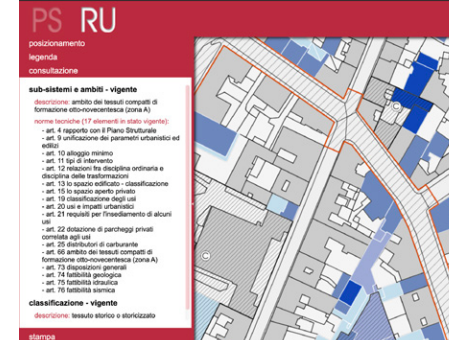 PS RU
posizionamento
legenda
consultazione
sub-sistemi e ambiti - vigente
descrizione: ambito dei tessuti compatti di
formazione otto-novecentesca (zona A)
norme tecniche (17 elementi in stato vigente):
- art. 4 rapporto con il Piano Strutturale
- art. 9 unificazione dei parametri urbanistici ed
edilizi
- art. 10 alloggio minimo
- art. 11 tipi di intervento
- art. 12 relazioni fra disciplina ordinaria e
disciplina delle trasformazioni
- art. 13 lo spazio edificato - classificazione
- art. 15 lo spazio aperto privato
- art. 19 classificazione degli usi
- art. 20 usi e impatti urbanistici
- art. 21 requisiti per l'insediamento di alcuni
usi
- art. 22 dotazione di parcheggi privati
correlata agli usi
- art. 25 distributori di carburante
- art. 66 ambito dei tessuti compatti di
formazione otto-novecentesca (zona A)
- art. 73 disposizioni generali
- art. 74 fattibilità geologica
- art. 75 fattibilità idraulica
- art. 76 fattibilità sismica
classificazione - vigente
descrizione: tessuto storico o storicizzato
stampa